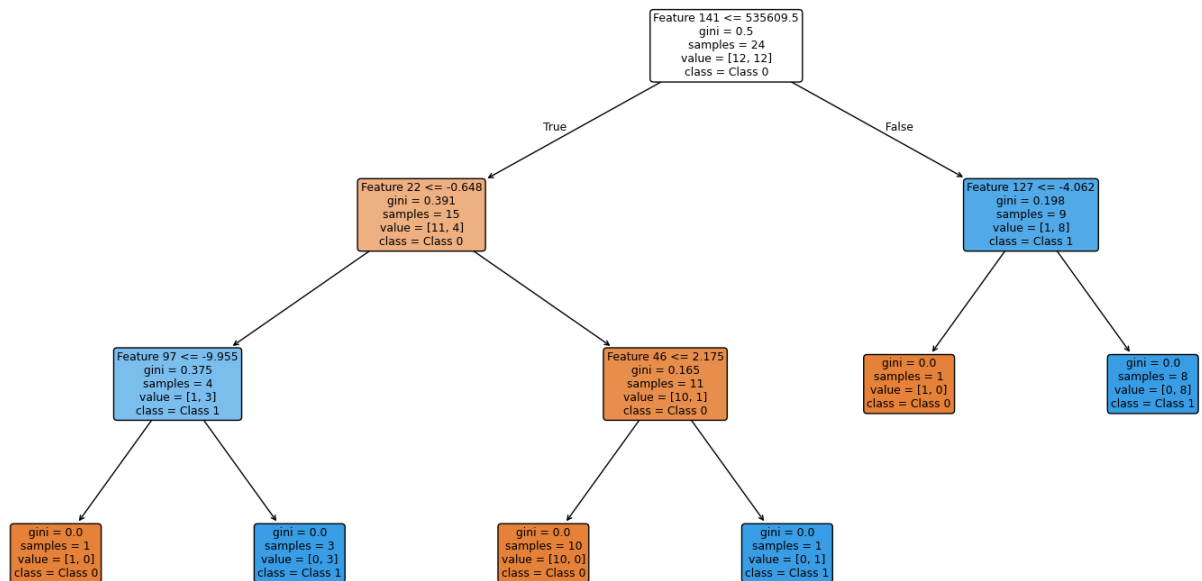 Feature 141 <= 535609.5
gini = 0.5
samples = 24
value = [12, 12]
class = Class 0
True
False
Feature 22 <= -0.648
gini = 0.391
samples = 15
value = [11, 4]
class = Class 0
Feature 127 <= -4.062
gini = 0.198
samples = 9
value = [1, 8]
class = Class 1
Feature 97 <= -9.955
gini = 0.375
samples = 4
value = [1, 3]
class = Class 1
Feature 46 <= 2.175
gini = 0.165
samples = 11
value = [10, 1]
class = Class 0
gini = 0.0
samples = 1
value = [1, 0]
class = Class 0
gini = 0.0
samples = 8
value = [0, 8]
class = Class 1
gini = 0.0
samples = 1
value = [1, 0]
class = Class 0
gini = 0.0
samples = 3
value = [0, 3]
class = Class 1
gini = 0.0
samples = 10
value = [10, 0]
class = Class 0
gini = 0.0
samples = 1
value = [0, 1]
class = Class 1